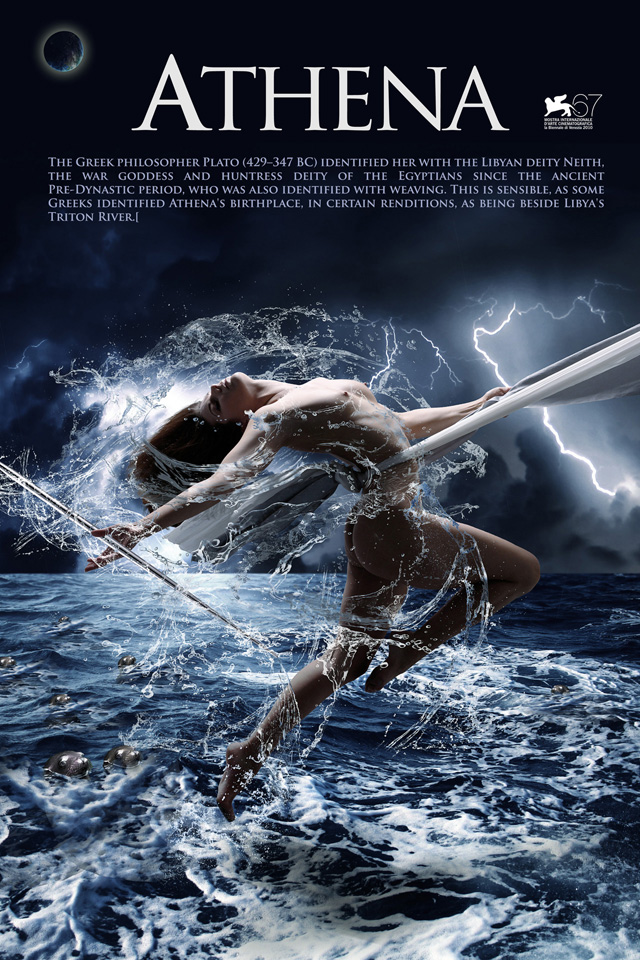 ATHENA
67
MOSTRA INTERNAZIONALE
D'ARTE CINEMATOGRAFICA
la Biennale di Venezia 2010
THE GREEK PHILOSOPHER PLATO (429–347 BC) IDENTIFIED HER WITH THE LIBYAN DEITY NEITH,
THE WAR GODDESS AND HUNTRESS DEITY OF THE EGYPTIANS SINCE THE ANCIENT
PRE-DYNASTIC PERIOD, WHO WAS ALSO IDENTIFIED WITH WEAVING. THIS IS SENSIBLE, AS SOME
GREEKS IDENTIFIED ATHENA'S BIRTHPLACE, IN CERTAIN RENDITIONS, AS BEING BESIDE LIBYA'S
TRITON RIVER.[